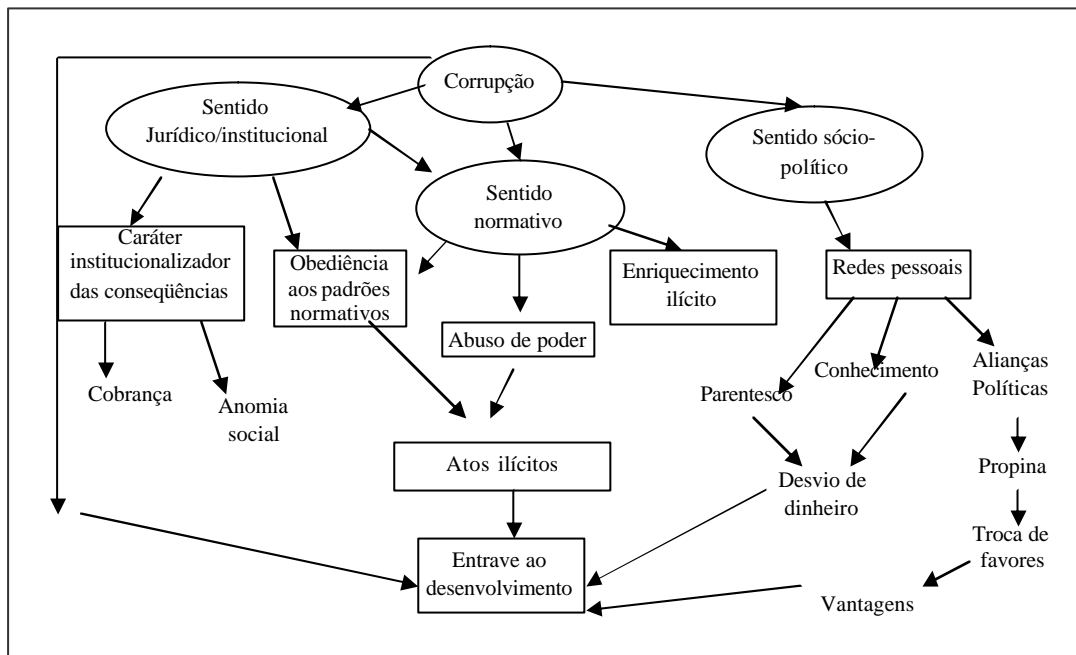 Corrupção
Sentido
Jurídico/institucional
Sentido sócio-
político
Sentido
normativo
Caráter
institucionalizador
das conseqüências
Obediência
aos padrões
normativos
Enriquecimento
ilícito
Redes pessoais
Abuso de poder
Cobrança
Anomia
social
Parentesco
Conhecimento
Alianças
Políticas
Atos ilícitos
Desvio de
dinheiro
Propina
Entrave ao
desenvolvimento
Troca de
favores
Vantagens